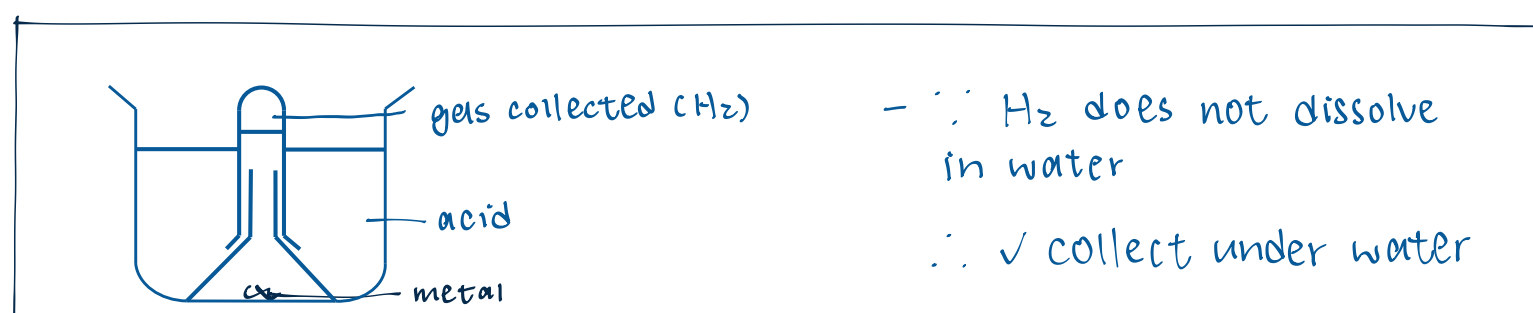 gas collected (H₂)
acid
metal
- ∵ H₂ does not dissolve
in water
∴ ✓ collect under water